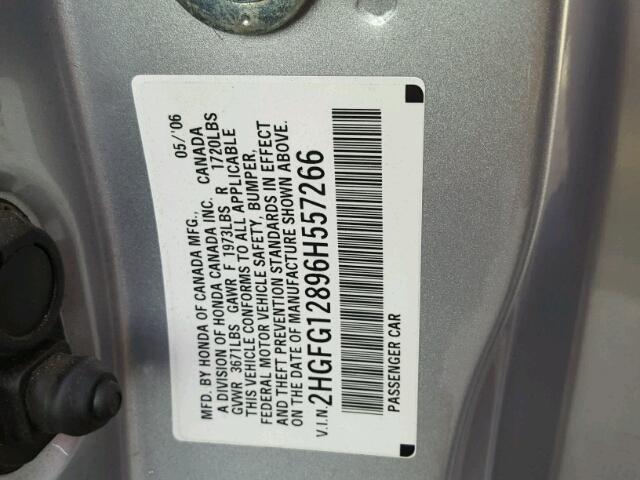 MFD. BY HONDA OF CANADA MFG., 05/'06
A DIVISION OF HONDA CANADA INC. CANADA
GVWR 3671LBS GAWR F 1973LBS R 1720LBS
THIS VEHICLE CONFORMS TO ALL APPLICABLE
FEDERAL MOTOR VEHICLE SAFETY, BUMPER,
AND THEFT PREVENTION STANDARDS IN EFFECT
ON THE DATE OF MANUFACTURE SHOWN ABOVE.
V.I.N. 2HGFG12896H557266
PASSENGER CAR